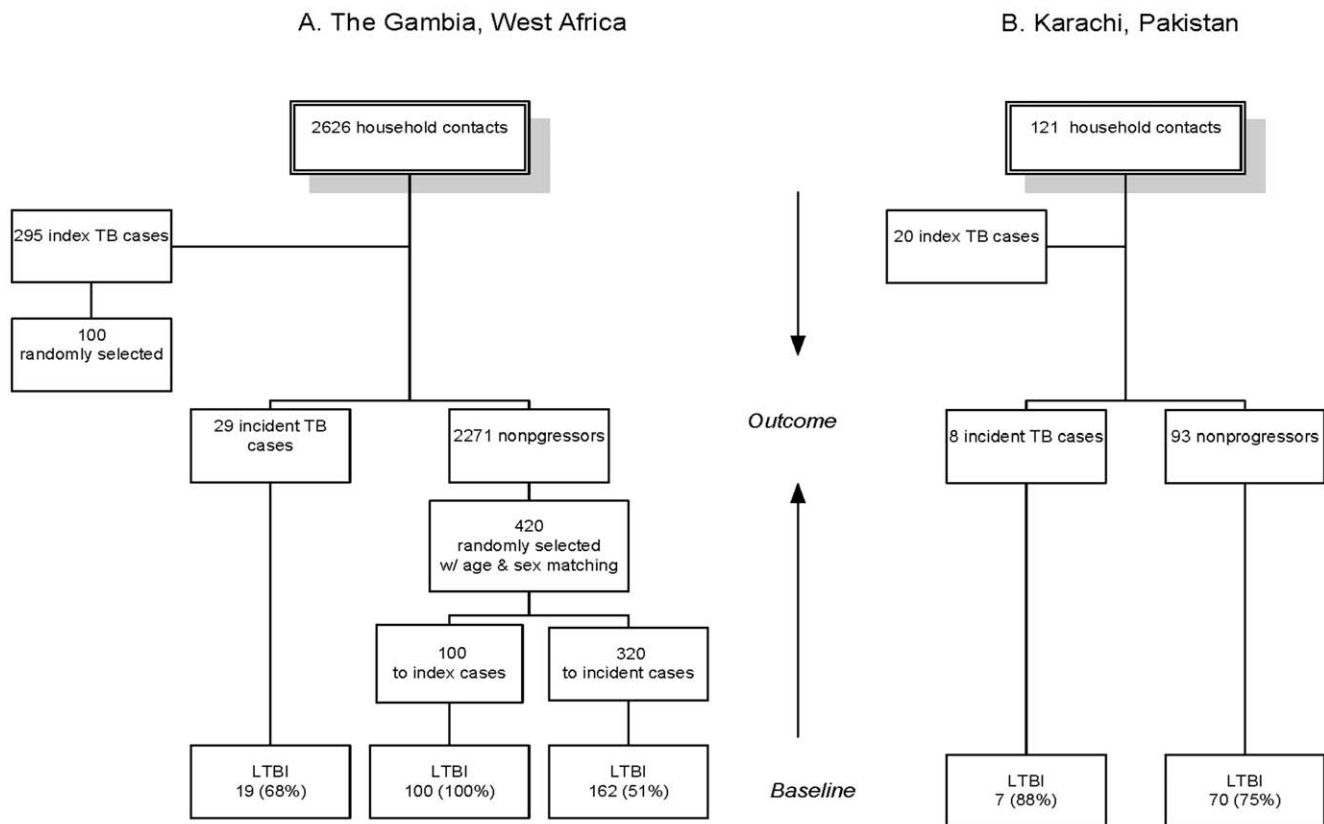 A. The Gambia, West Africa
B. Karachi, Pakistan
2626 household contacts
121 household contacts
295 index TB cases
20 index TB cases
100
randomly selected
29 incident TB
cases
2271 nonpgressors
Outcome
8 incident TB cases
93 nonprogressors
420
randomly selected
w/ age & sex matching
100
to index cases
320
to incident cases
LTBI
19 (68%)
LTBI
100 (100%)
LTBI
162 (51%)
Baseline
LTBI
7 (88%)
LTBI
70 (75%)